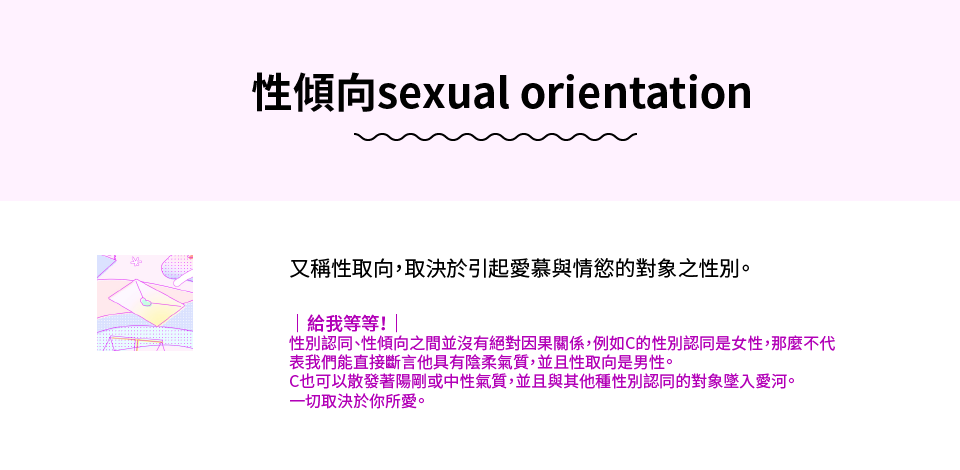 性傾向sexual orientation
又稱性取向，取決於引起愛慕與情慾的對象之性別。
｜給我等等！｜
性別認同、性傾向之間並沒有絕對因果關係，例如C的性別認同是女性，那麼不代
表我們能直接斷言他具有陰柔氣質，並且性取向是男性。
C也可以散發著陽剛或中性氣質，並且與其他種性別認同的對象墜入愛河。
一切取決於你所愛。